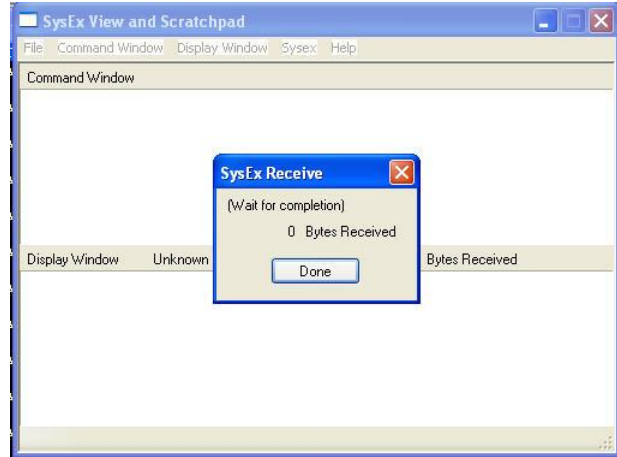 SysEx View and Scratchpad
File Command Window Display Window Sysex Help
Command Window
SysEx Receive
(Wait for completion)
0 Bytes Received
Done
Display Window Unknown Bytes Received